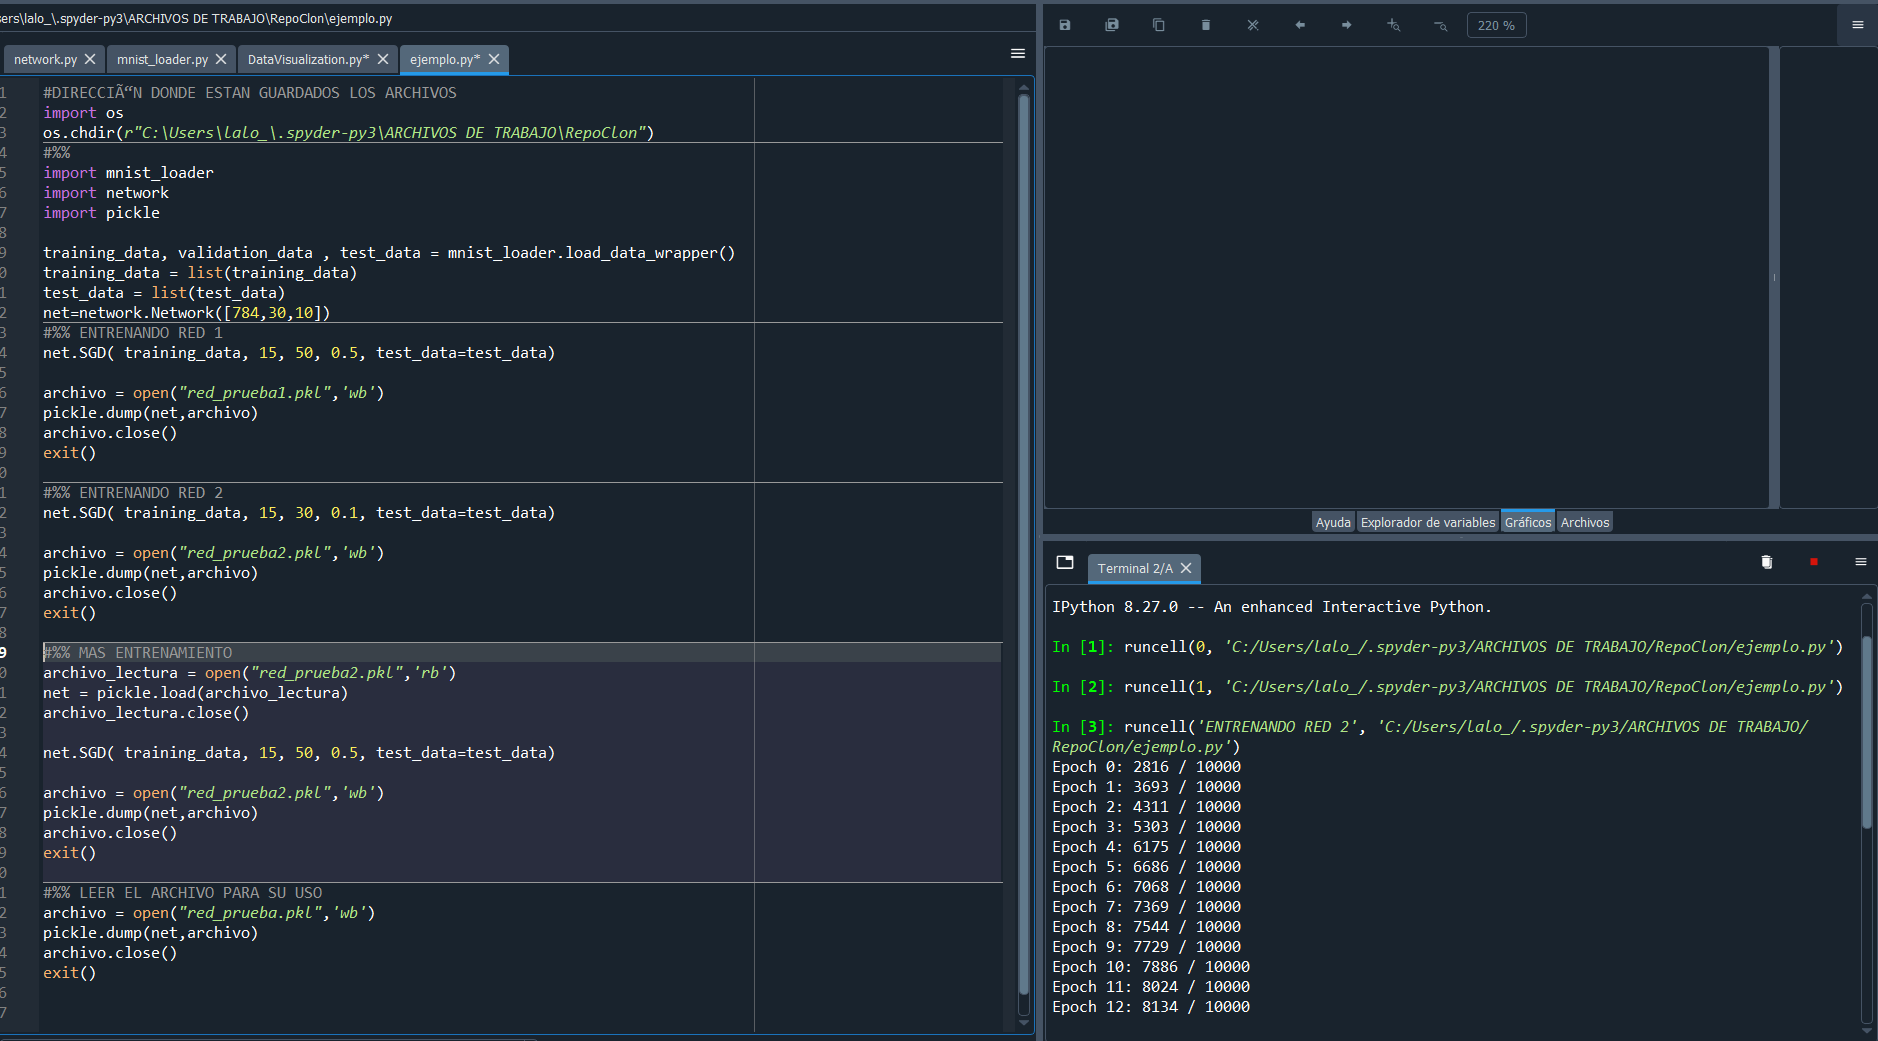 ers\lalo_\.spyder-py3\ARCHIVOS DE TRABAJO\RepoClon\ejemplo.py
network.py
mnist_loader.py
DataVisualization.py*
ejemplo.py*
1 #DIRECCIÃ“N DONDE ESTAN GUARDADOS LOS ARCHIVOS
2 import os
3 os.chdir(r"C:\Users\lalo_\.spyder-py3\ARCHIVOS DE TRABAJO\RepoClon")
4 #%%
5 import mnist_loader
6 import network
7 import pickle
8
9 training_data, validation_data , test_data = mnist_loader.load_data_wrapper()
0 training_data = list(training_data)
1 test_data = list(test_data)
2 net=network.Network([784,30,10])
3 #%% ENTRENANDO RED 1
4 net.SGD( training_data, 15, 50, 0.5, test_data=test_data)
5
6 archivo = open("red_prueba1.pkl",'wb')
7 pickle.dump(net,archivo)
8 archivo.close()
9 exit()
0
1 #%% ENTRENANDO RED 2
2 net.SGD( training_data, 15, 30, 0.1, test_data=test_data)
3
4 archivo = open("red_prueba2.pkl",'wb')
5 pickle.dump(net,archivo)
6 archivo.close()
7 exit()
8
9 #%% MAS ENTRENAMIENTO
0 archivo_lectura = open("red_prueba2.pkl",'rb')
1 net = pickle.load(archivo_lectura)
2 archivo_lectura.close()
3
4 net.SGD( training_data, 15, 50, 0.5, test_data=test_data)
5
6 archivo = open("red_prueba2.pkl",'wb')
7 pickle.dump(net,archivo)
8 archivo.close()
9 exit()
0
1 #%% LEER EL ARCHIVO PARA SU USO
2 archivo = open("red_prueba.pkl",'wb')
3 pickle.dump(net,archivo)
4 archivo.close()
5 exit()
6
7
220 %
Ayuda
Explorador de variables
Gráficos
Archivos
Terminal 2/A
IPython 8.27.0 -- An enhanced Interactive Python.
In [1]: runcell(0, 'C:/Users/lalo_/.spyder-py3/ARCHIVOS DE TRABAJO/RepoClon/ejemplo.py')
In [2]: runcell(1, 'C:/Users/lalo_/.spyder-py3/ARCHIVOS DE TRABAJO/RepoClon/ejemplo.py')
In [3]: runcell('ENTRENANDO RED 2', 'C:/Users/lalo_/.spyder-py3/ARCHIVOS DE TRABAJO/
RepoClon/ejemplo.py')
Epoch 0: 2816 / 10000
Epoch 1: 3693 / 10000
Epoch 2: 4311 / 10000
Epoch 3: 5303 / 10000
Epoch 4: 6175 / 10000
Epoch 5: 6686 / 10000
Epoch 6: 7068 / 10000
Epoch 7: 7369 / 10000
Epoch 8: 7544 / 10000
Epoch 9: 7729 / 10000
Epoch 10: 7886 / 10000
Epoch 11: 8024 / 10000
Epoch 12: 8134 / 10000